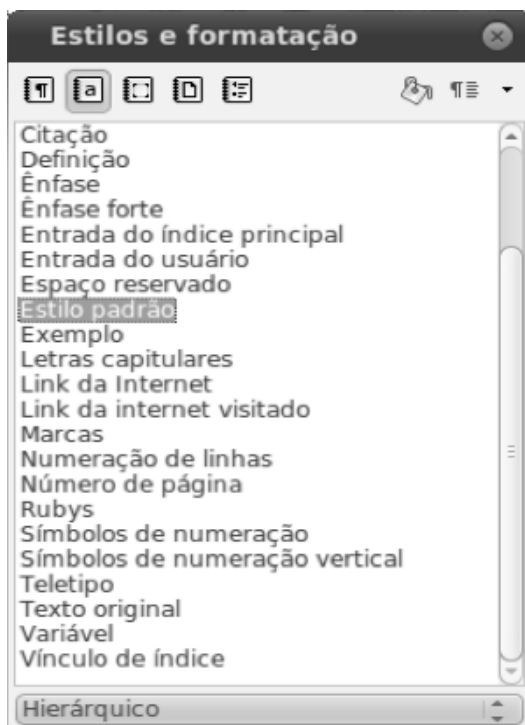 Estilos e formatação
Citação
Definição
Ênfase
Ênfase forte
Entrada do índice principal
Entrada do usuário
Espaço reservado
Estilo padrão
Exemplo
Letras capitulares
Link da Internet
Link da internet visitado
Marcas
Numeração de linhas
Número de página
Rubys
Símbolos de numeração
Símbolos de numeração vertical
Teletipo
Texto original
Variável
Vínculo de índice
Hierárquico